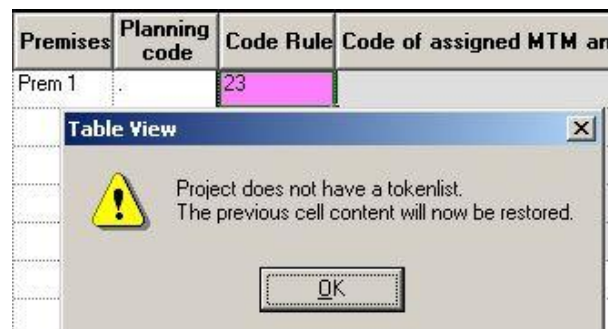 Premises Planning code Code Rule Code of assigned MTM an
Prem 1 . 23
Table View
Project does not have a tokenlist.
The previous cell content will now be restored.
OK